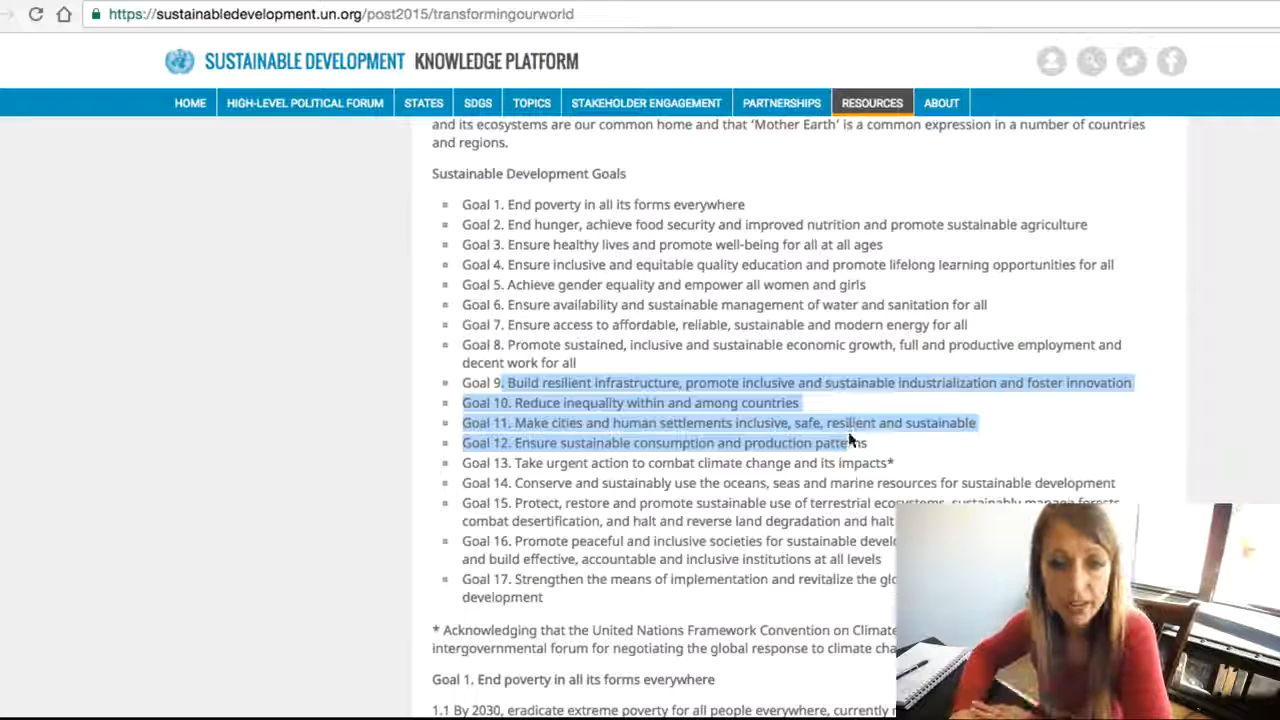 https://sustainabledevelopment.un.org/post2015/transformingourworld
SUSTAINABLE DEVELOPMENT KNOWLEDGE PLATFORM
HOME HIGH-LEVEL POLITICAL FORUM STATES SDGS TOPICS STAKEHOLDER ENGAGEMENT PARTNERSHIPS RESOURCES ABOUT
and its ecosystems are our common home and that ‘Mother Earth’ is a common expression in a number of countries
and regions.
Sustainable Development Goals
Goal 1. End poverty in all its forms everywhere
Goal 2. End hunger, achieve food security and improved nutrition and promote sustainable agriculture
Goal 3. Ensure healthy lives and promote well-being for all at all ages
Goal 4. Ensure inclusive and equitable quality education and promote lifelong learning opportunities for all
Goal 5. Achieve gender equality and empower all women and girls
Goal 6. Ensure availability and sustainable management of water and sanitation for all
Goal 7. Ensure access to affordable, reliable, sustainable and modern energy for all
Goal 8. Promote sustained, inclusive and sustainable economic growth, full and productive employment and
decent work for all
Goal 9. Build resilient infrastructure, promote inclusive and sustainable industrialization and foster innovation
Goal 10. Reduce inequality within and among countries
Goal 11. Make cities and human settlements inclusive, safe, resilient and sustainable
Goal 12. Ensure sustainable consumption and production patterns
Goal 13. Take urgent action to combat climate change and its impacts*
Goal 14. Conserve and sustainably use the oceans, seas and marine resources for sustainable development
Goal 15. Protect, restore and promote sustainable use of terrestrial ecosystems, sustainably manage forests,
combat desertification, and halt and reverse land degradation and halt
Goal 16. Promote peaceful and inclusive societies for sustainable
and build effective, accountable and inclusive institutions at all levels
Goal 17. Strengthen the means of implementation and revitalize the
development
* Acknowledging that the United Nations Framework Convention on Climate
intergovernmental forum for negotiating the global response to climate
Goal 1. End poverty in all its forms everywhere
1.1 By 2030, eradicate extreme poverty for all people everywhere, currently